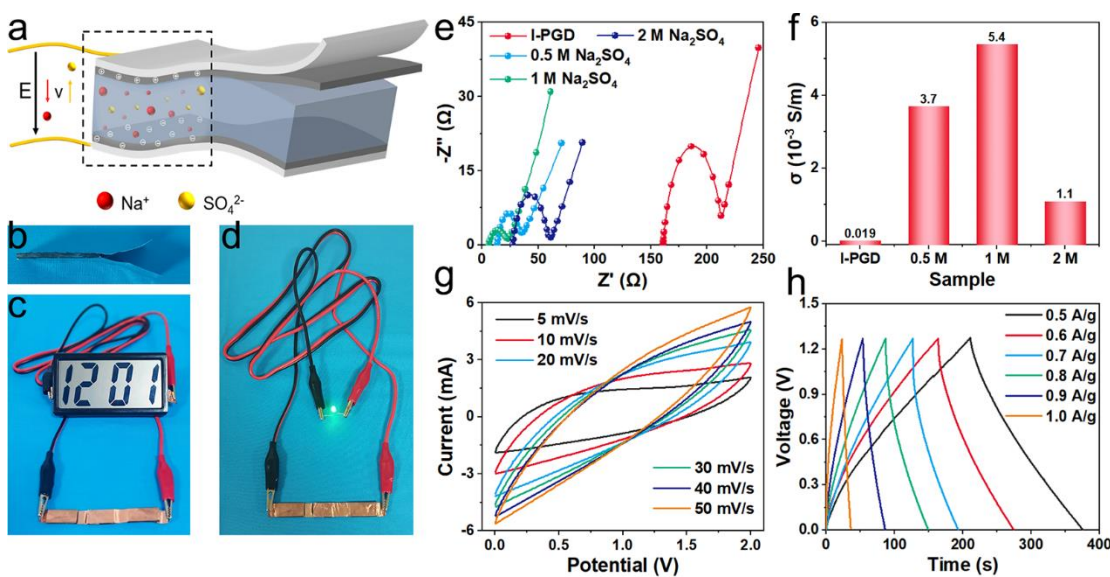 a
E
v
Na⁺
SO₄²⁻
b
c
12:01
d
e
I-PGD
2 M Na₂SO₄
0.5 M Na₂SO₄
1 M Na₂SO₄
-Z'' (Ω)
45
30
15
0
0 50 100 150 200 250
Z' (Ω)
f
σ (10⁻³ S/m)
6
4
2
0
0.019
3.7
5.4
1.1
I-PGD 0.5 M 1 M 2 M
Sample
g
5 mV/s
10 mV/s
20 mV/s
30 mV/s
40 mV/s
50 mV/s
Current (mA)
6
3
0
-3
-6
0.0 0.5 1.0 1.5 2.0
Potential (V)
h
0.5 A/g
0.6 A/g
0.7 A/g
0.8 A/g
0.9 A/g
1.0 A/g
Voltage (V)
1.5
1.2
0.9
0.6
0.3
0.0
0 100 200 300 400
Time (s)